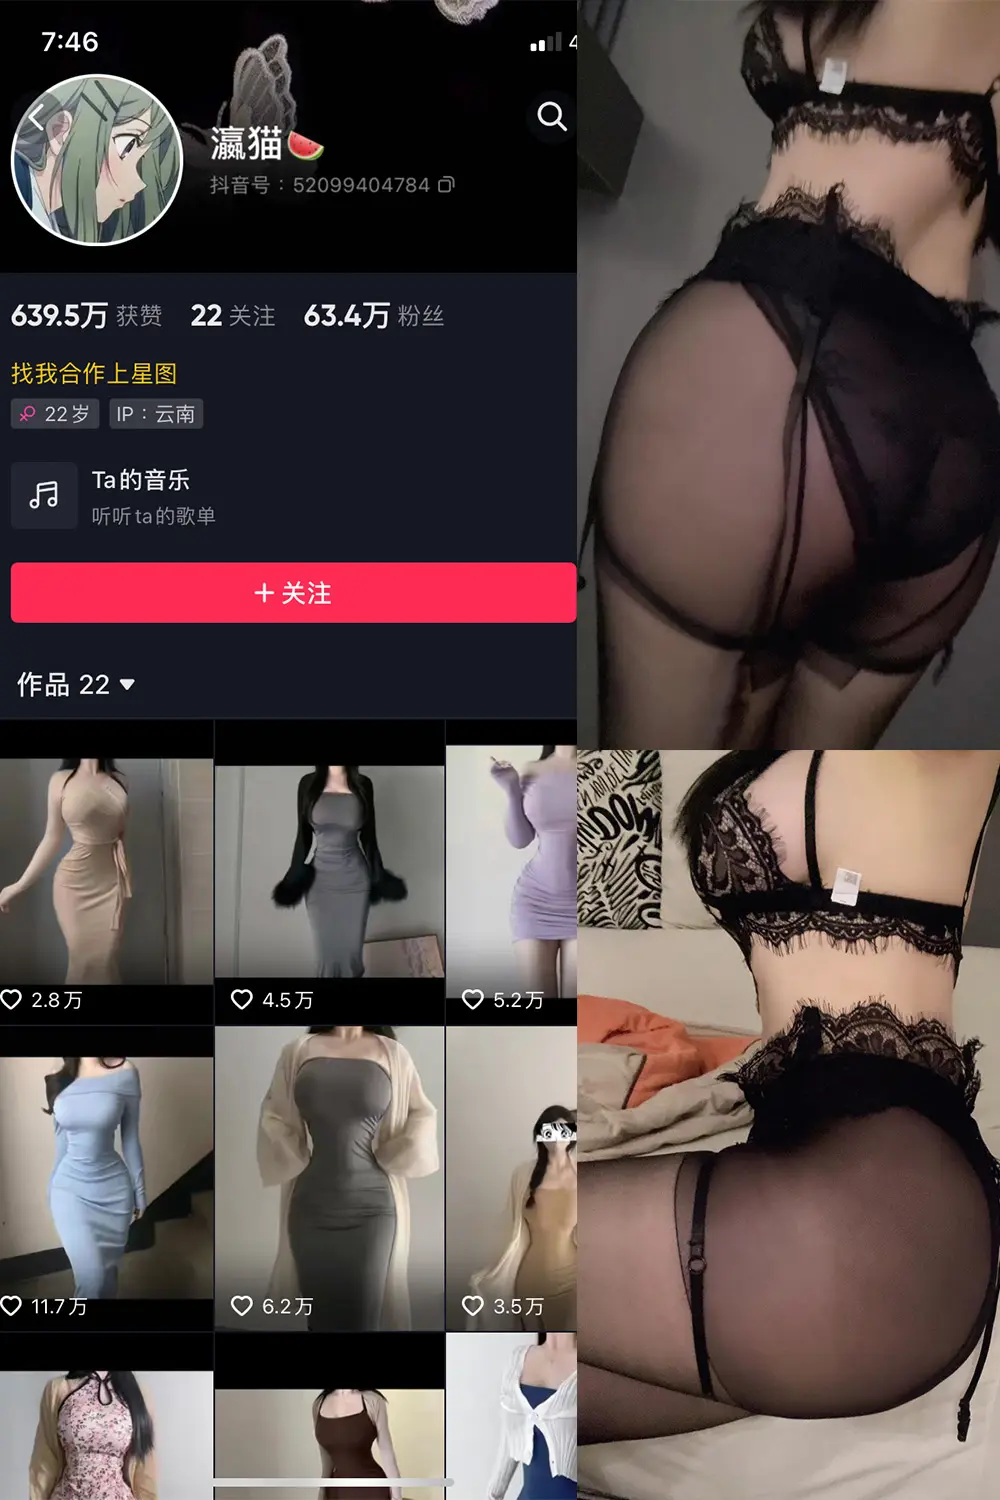 7:46
4
瀛猫🍉
抖音号：52099404784
639.5万 获赞 22 关注 63.4万 粉丝
找我合作上星图
22岁 IP：云南
Ta的音乐
听听ta的歌单
+ 关注
作品 22
2.8万 4.5万 5.2万
11.7万 6.2万 3.5万